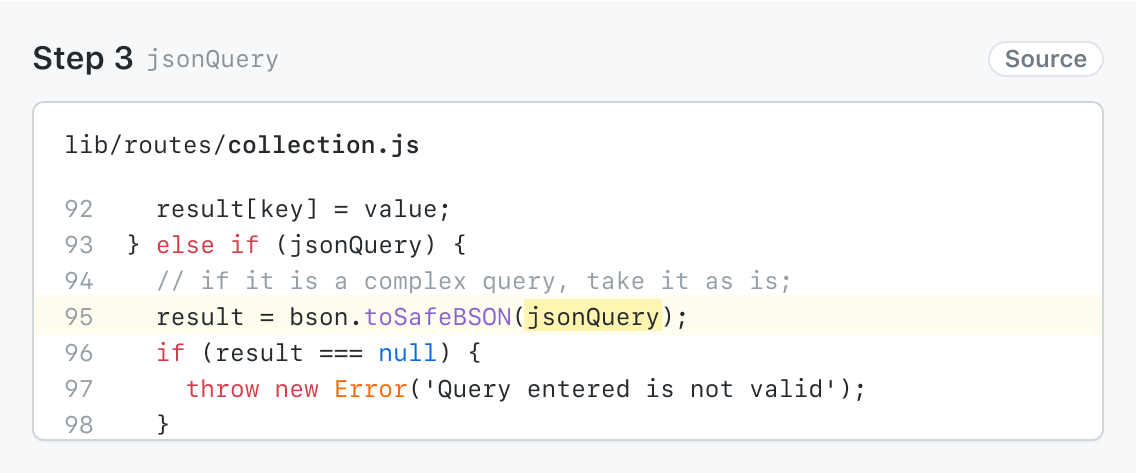 Step 3 jsonQuery Source
lib/routes/collection.js
92 result[key] = value;
93 } else if (jsonQuery) {
94 // if it is a complex query, take it as is;
95 result = bson.toSafeBSON(jsonQuery);
96 if (result === null) {
97 throw new Error('Query entered is not valid');
98 }